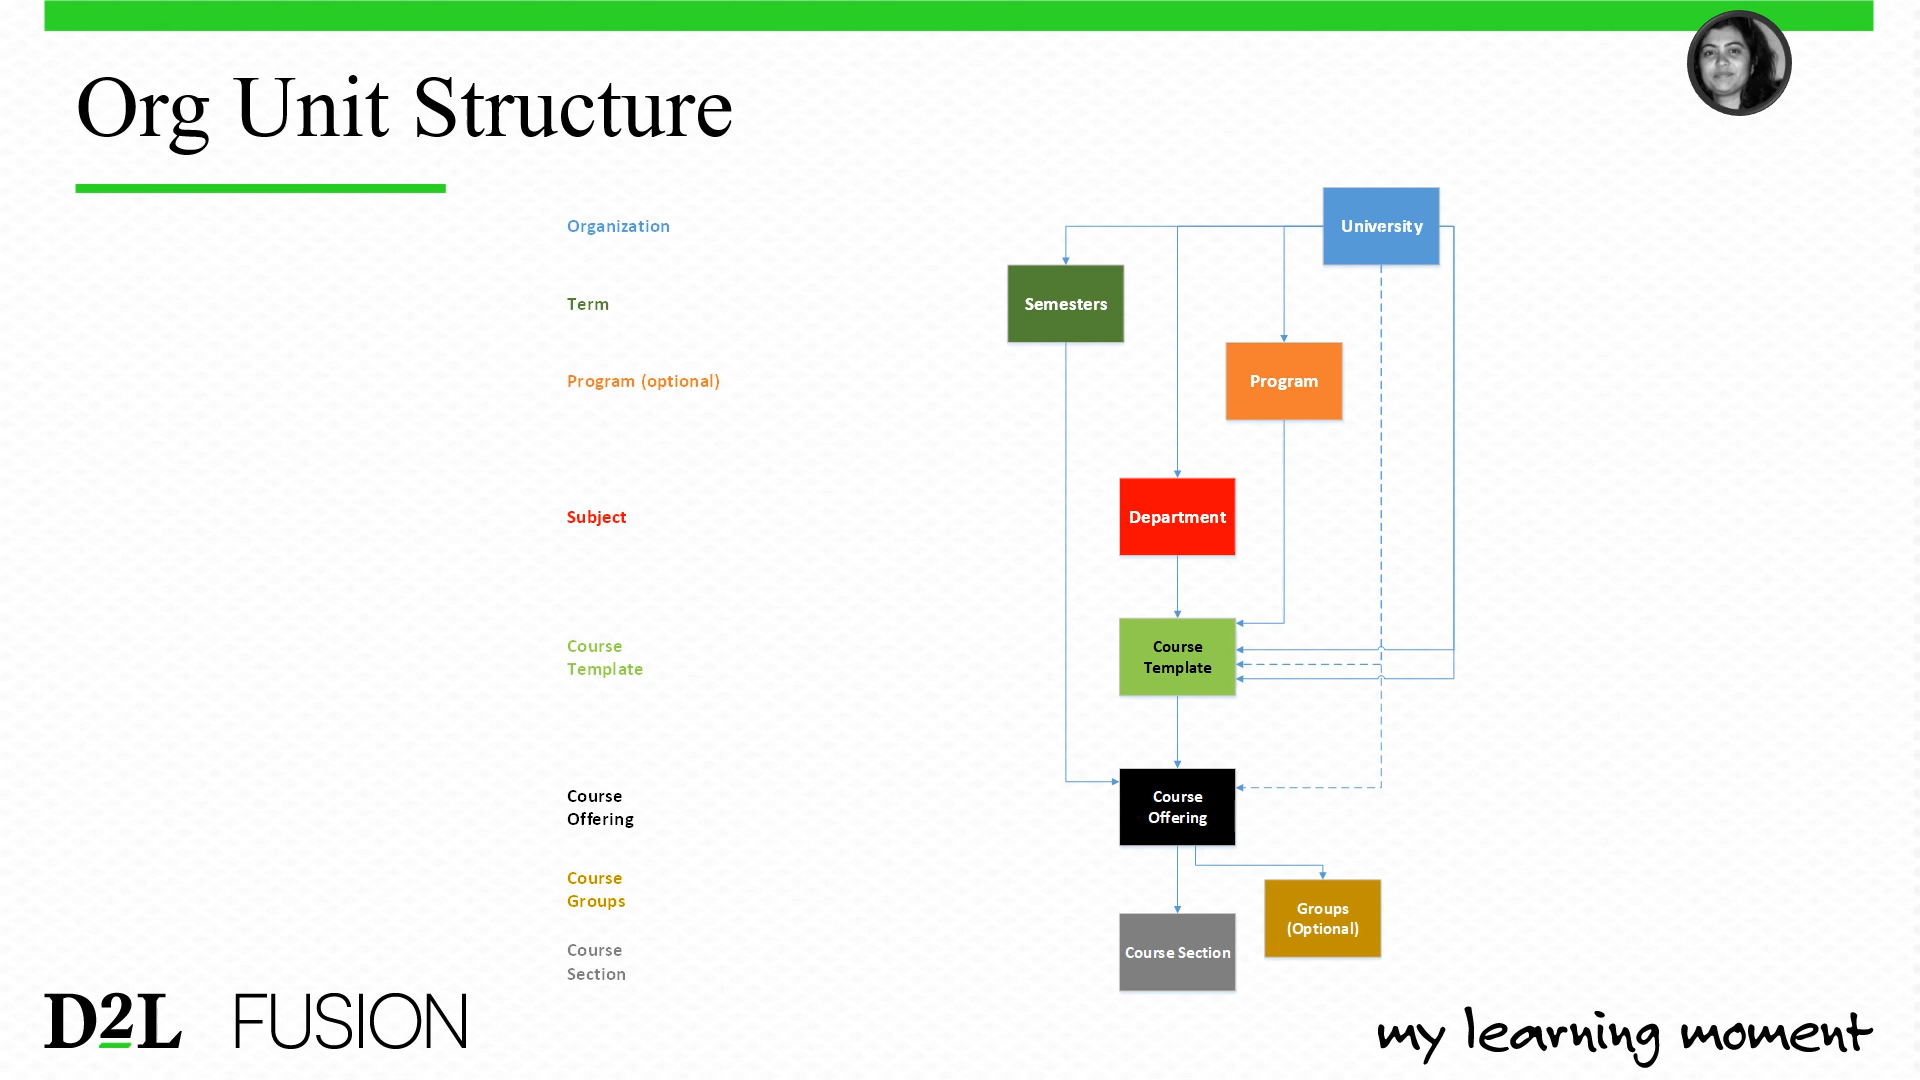 Org Unit Structure
Organization
University
Term
Semesters
Program (optional)
Program
Subject
Department
Course
Template
Course
Template
Course
Offering
Course
Offering
Course
Groups
Groups
(Optional)
Course
Section
Course Section
D2L FUSION
my learning moment